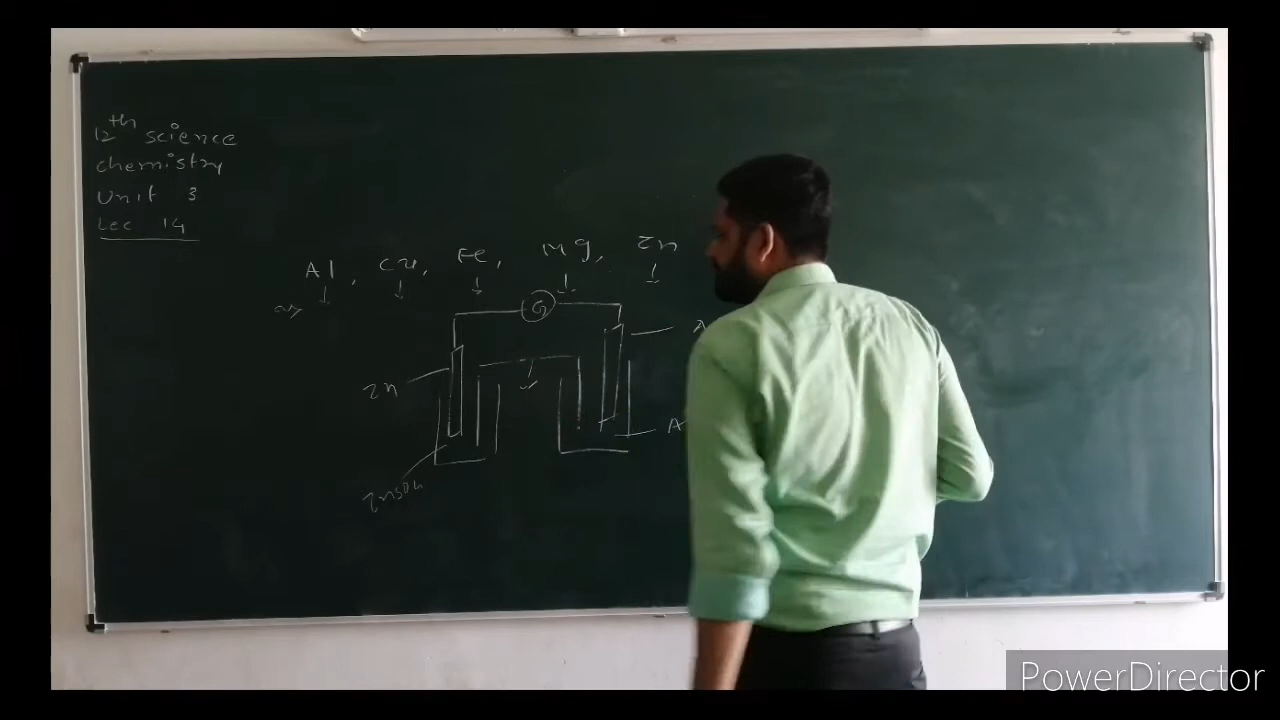 12th science
chemistry
Unit 3
Lec 14
Al, Cu, Fe, Mg, Zn
G
Zn
A
ZnSO4
PowerDirector